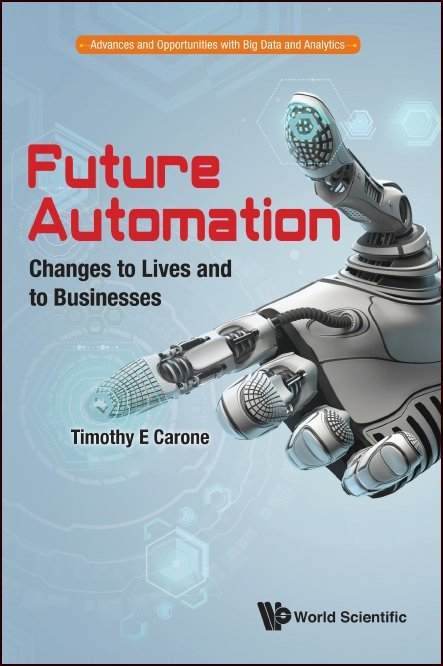 Advances and Opportunities with Big Data and Analytics
Future
Automation
Changes to Lives and
to Businesses
Timothy E Carone
World Scientific